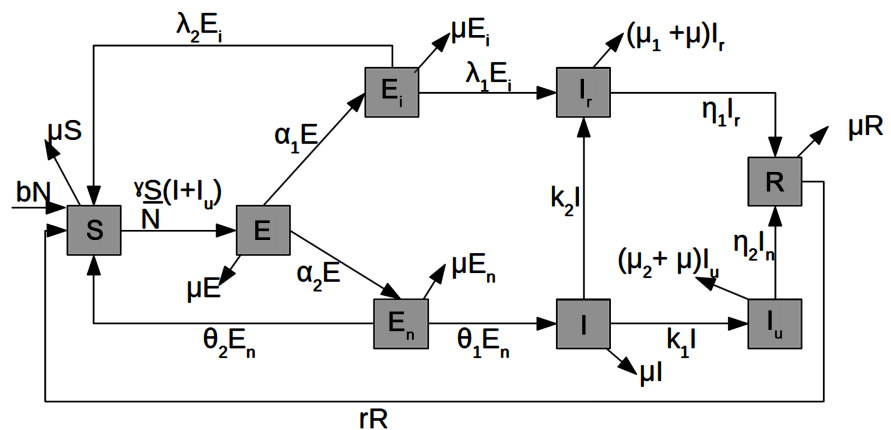 λ₂Eᵢ
μEᵢ
(μ₁ +μ)Iᵣ
Eᵢ
λ₁Eᵢ
Iᵣ
η₁Iᵣ
μS
α₁E
μR
bN
ɣS(I+Iᵤ)
N
k₂I
R
S
E
α₂E
μEₙ
(μ₂+ μ)Iᵤ
η₂Iₙ
μE
Eₙ
I
Iᵤ
θ₂Eₙ
θ₁Eₙ
k₁I
μI
rR